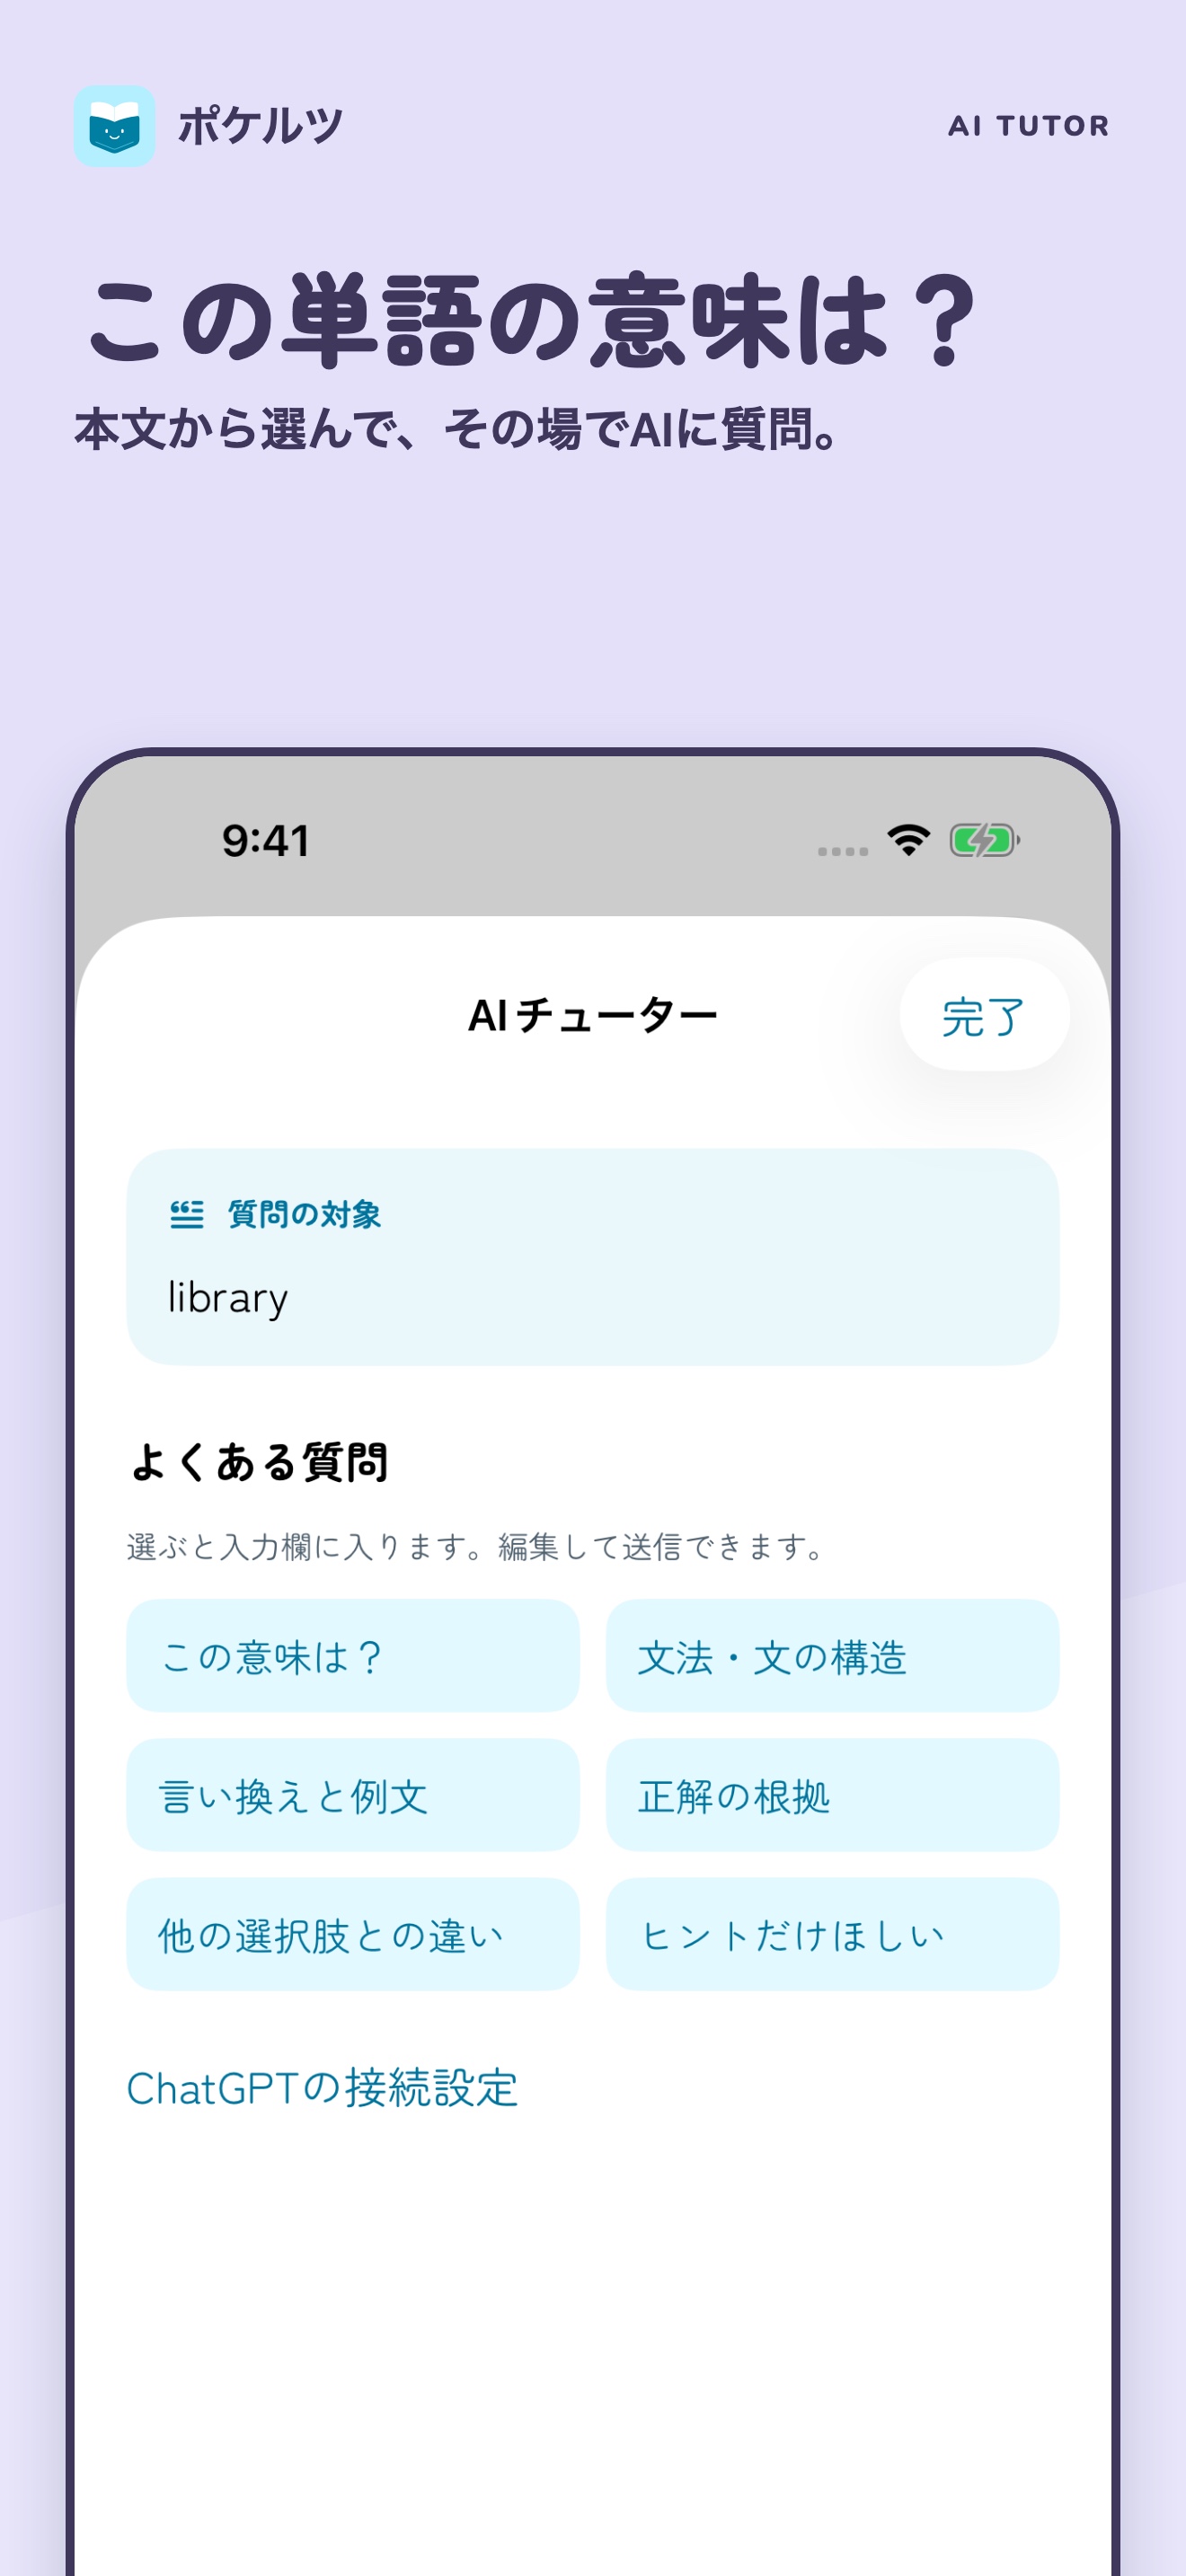 ポケルツ
AI TUTOR
この単語の意味は？
本文から選んで、その場でAIに質問。
9:41
AIチューター
完了
質問の対象
library
よくある質問
選ぶと入力欄に入ります。編集して送信できます。
この意味は？
文法・文の構造
言い換えと例文
正解の根拠
他の選択肢との違い
ヒントだけほしい
ChatGPTの接続設定